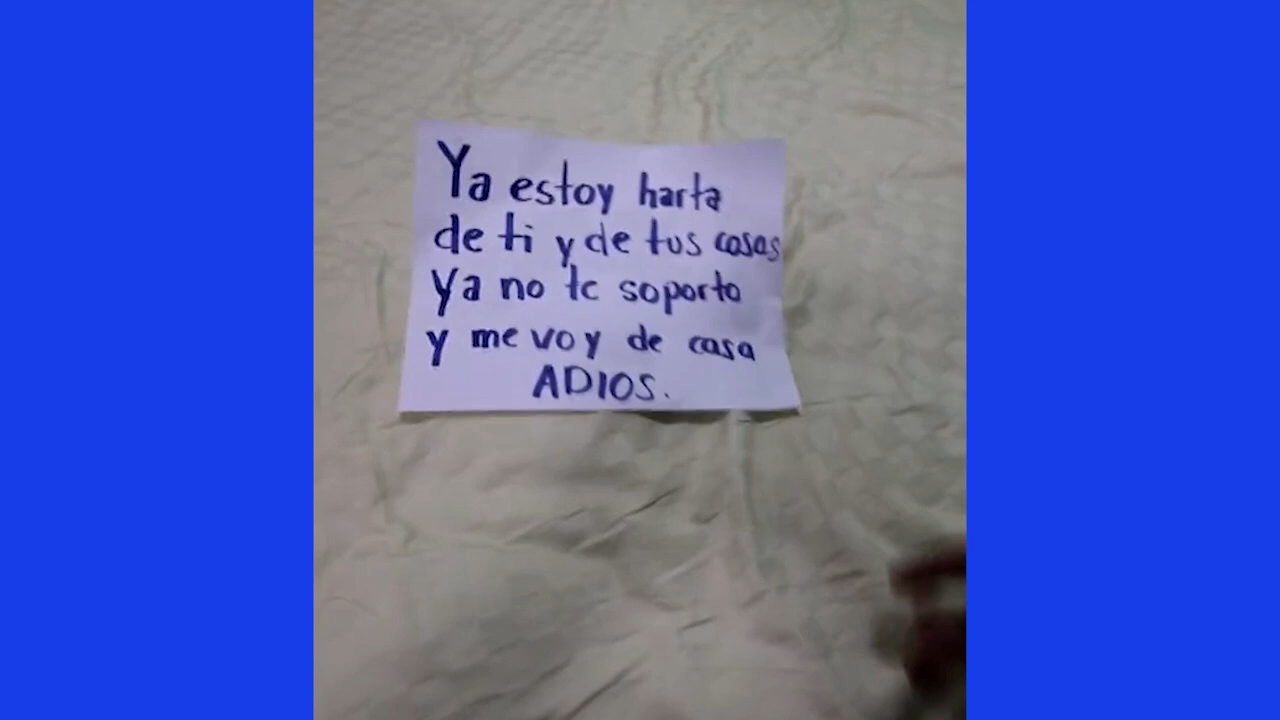 Ya estoy harta
de ti y de tus cosas
Ya no te soporto
y me voy de casa
ADIOS.